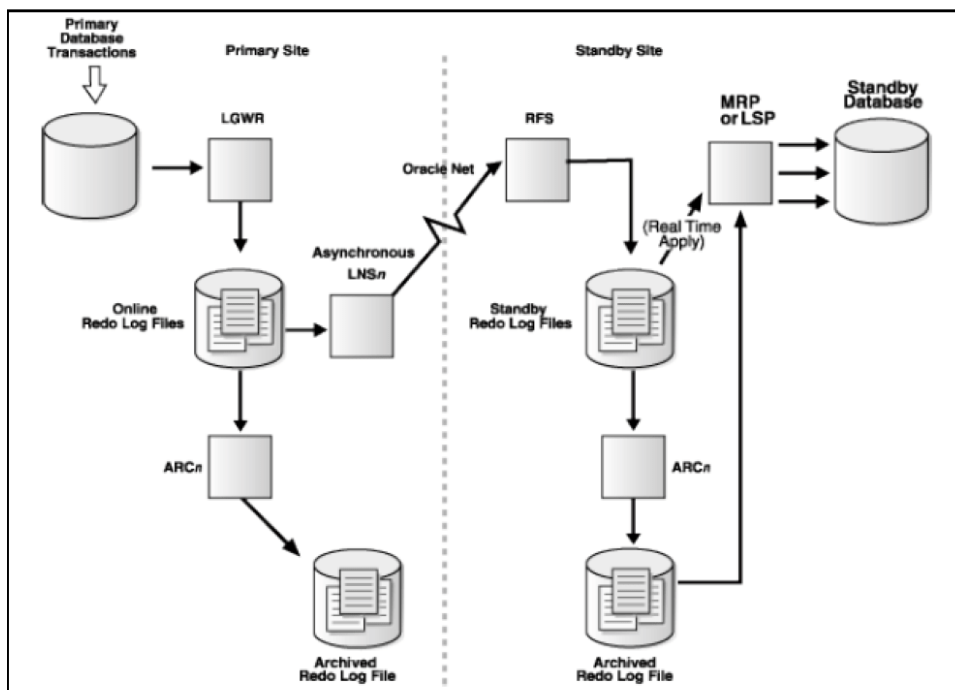 Primary
Database
Transactions
Primary Site
Standby Site
LGWR
RFS
MRP
or LSP
Standby
Database
Oracle Net
(Real Time
Apply)
Asynchronous
LNSn
Online
Redo Log Files
Standby
Redo Log Files
ARCn
ARCn
Archived
Redo Log File
Archived
Redo Log File